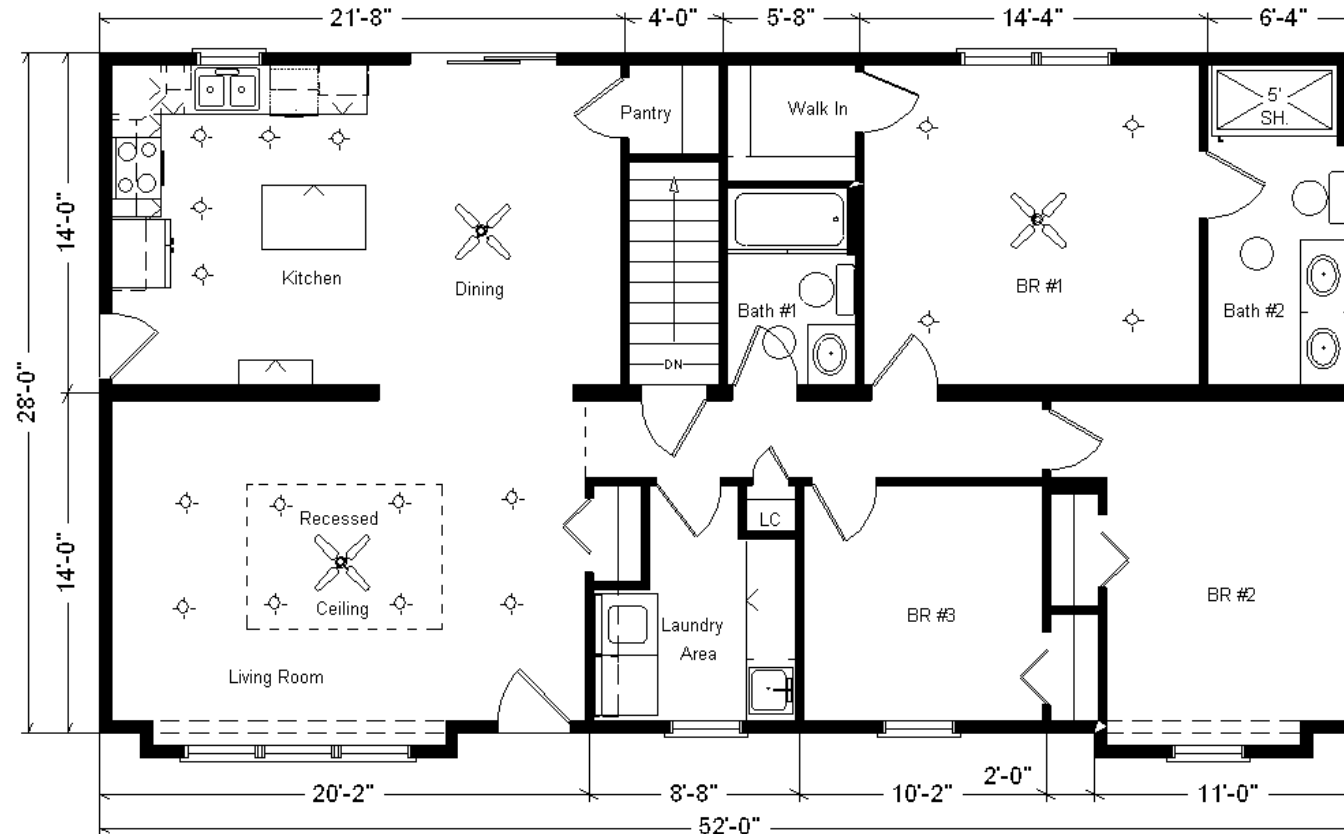 21'-8" 4'-0" 5'-8" 14'-4" 6'-4"
Pantry
Walk In
5'
SH.
14'-0"
Kitchen
Dining
Bath #1
BR #1
Bath #2
DN
28'-0"
14'-0"
Recessed
Ceiling
LC
Laundry
Area
BR #3
BR #2
Living Room
20'-2" 8'-8" 10'-2" 2'-0" 11'-0"
52'-0"